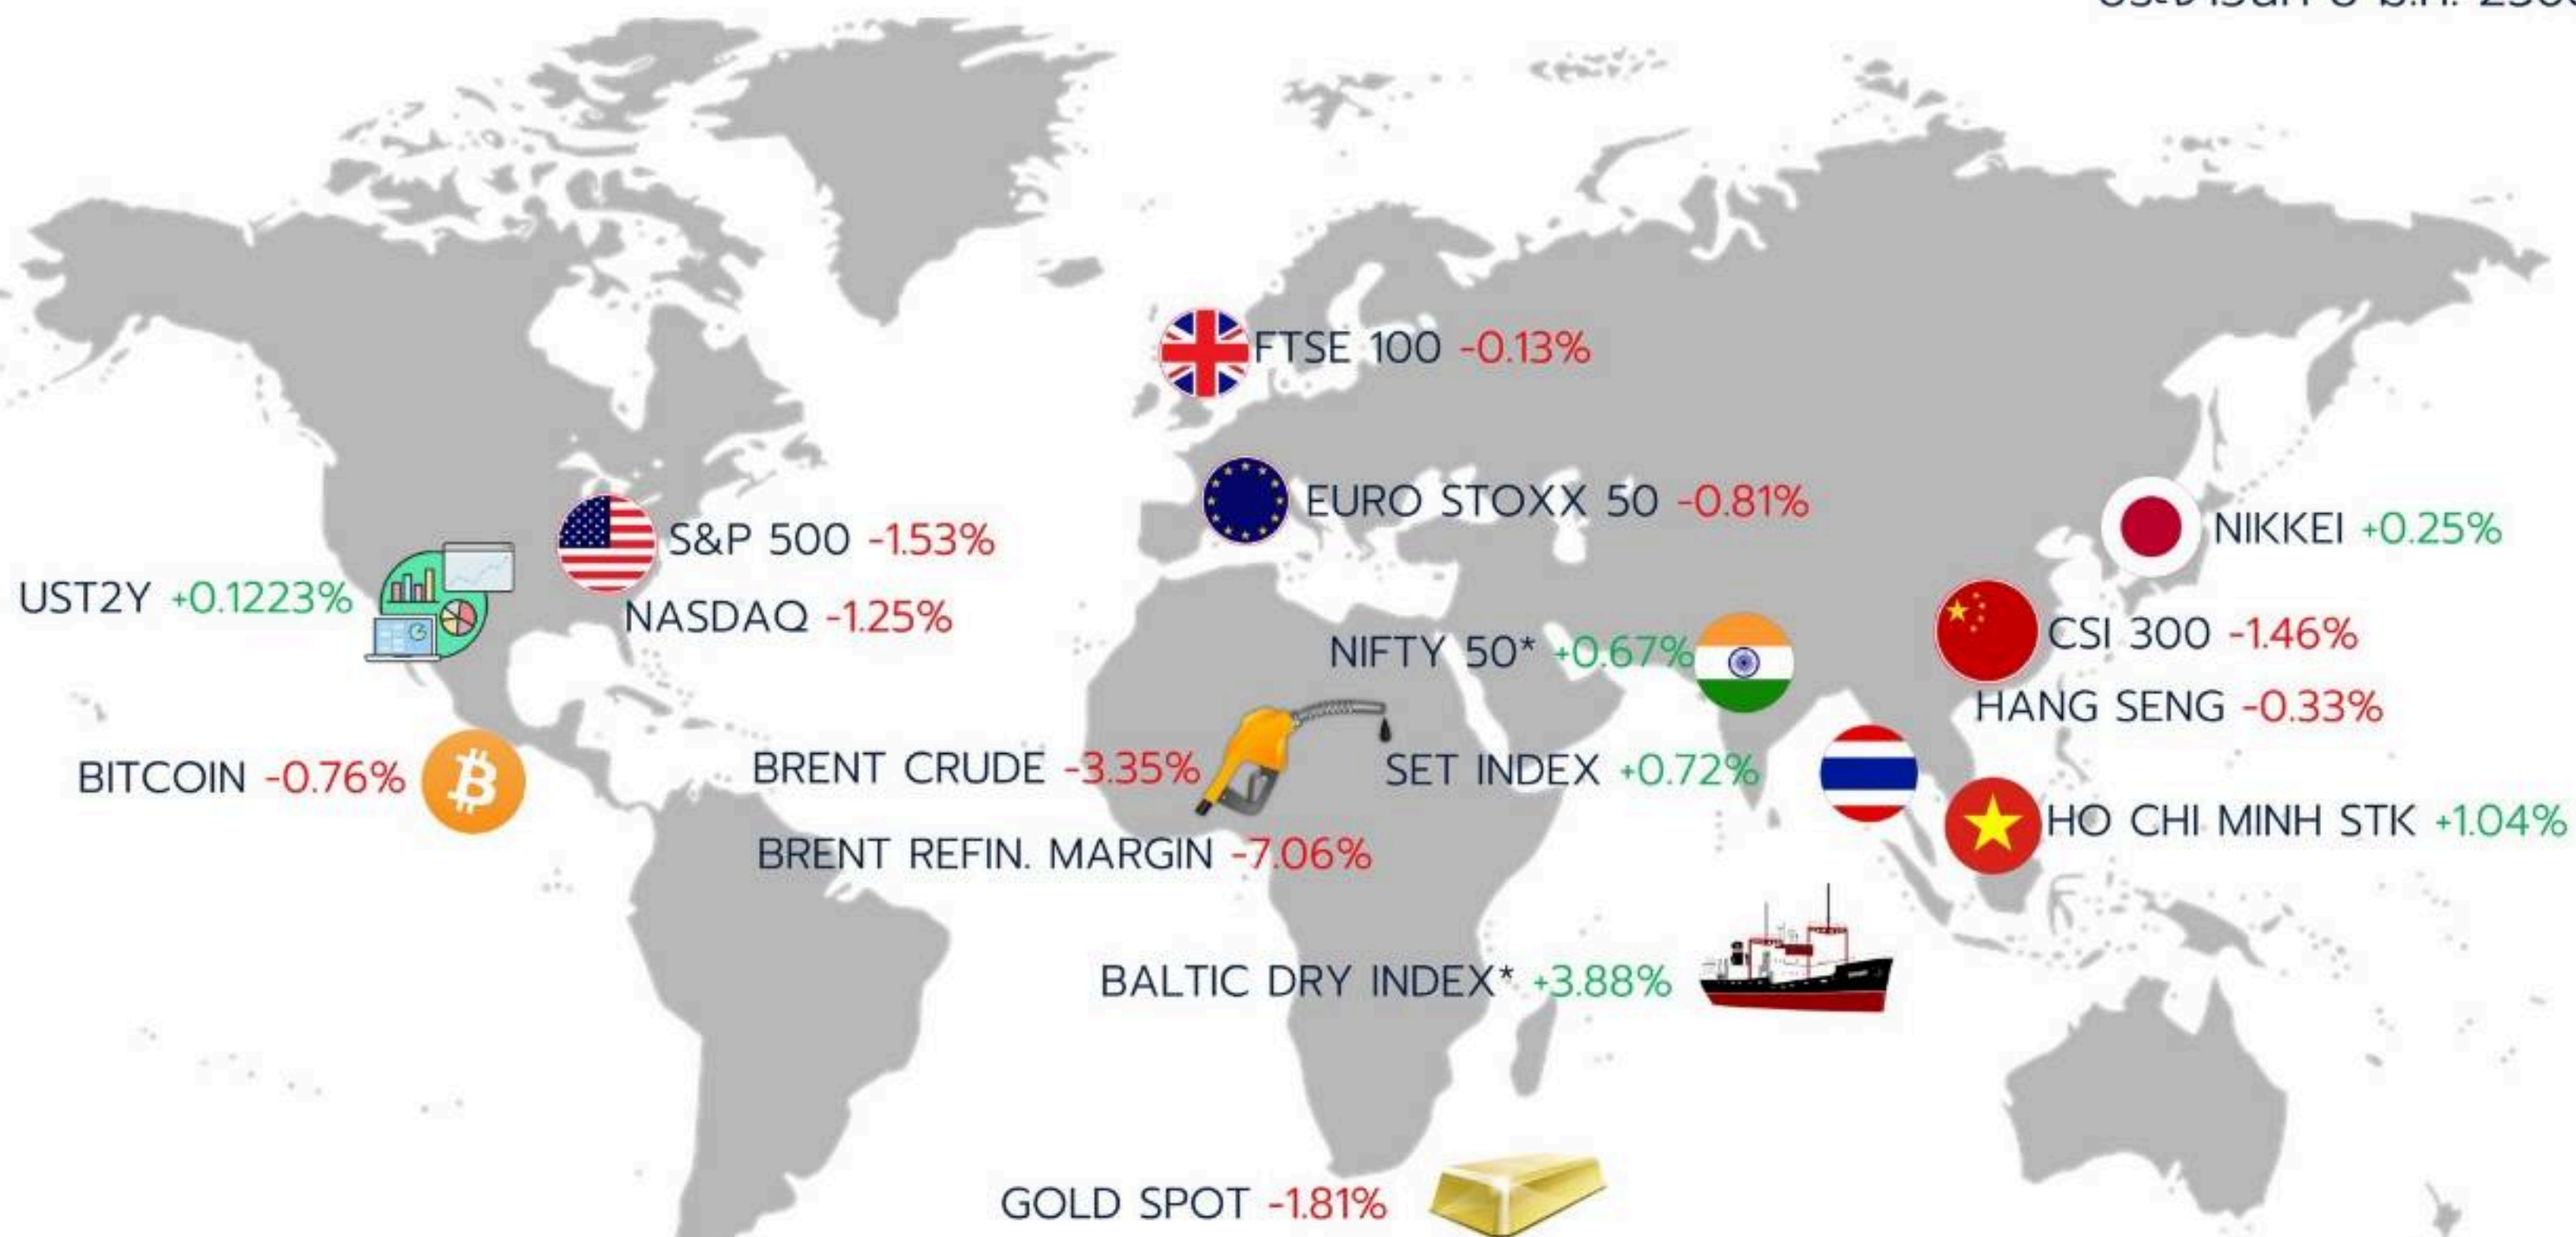 FTSE 100 -0.13%
EURO STOXX 50 -0.81%
S&P 500 -1.53%
NIKKEI +0.25%
UST2Y +0.1223%
NASDAQ -1.25%
NIFTY 50* +0.67%
CSI 300 -1.46%
HANG SENG -0.33%
BITCOIN -0.76%
BRENT CRUDE -3.35%
SET INDEX +0.72%
HO CHI MINH STK +1.04%
BRENT REFIN. MARGIN -7.06%
BALTIC DRY INDEX* +3.88%
GOLD SPOT -1.81%